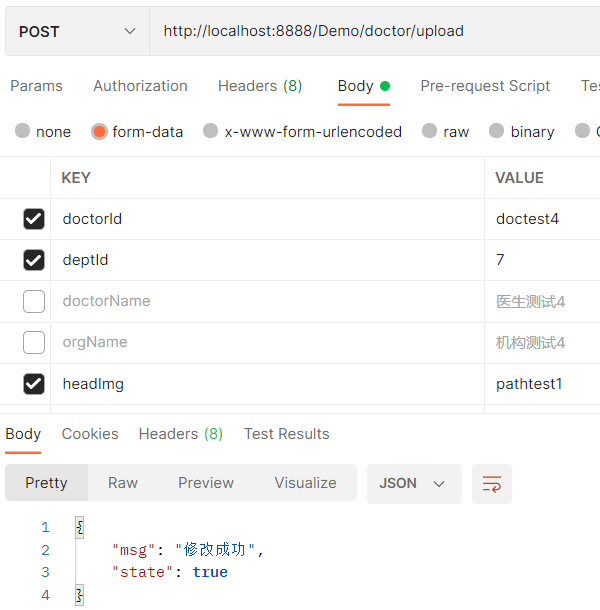 POST http://localhost:8888/Demo/doctor/upload
Params Authorization Headers (8) Body Pre-request Script
none form-data x-www-form-urlencoded raw binary
KEY VALUE
doctorId doctest4
deptId 7
doctorName 医生测试4
orgName 机构测试4
headImg pathtest1
Body Cookies Headers (8) Test Results
Pretty Raw Preview Visualize JSON
1 {
2 "msg": "修改成功",
3 "state": true
4 }